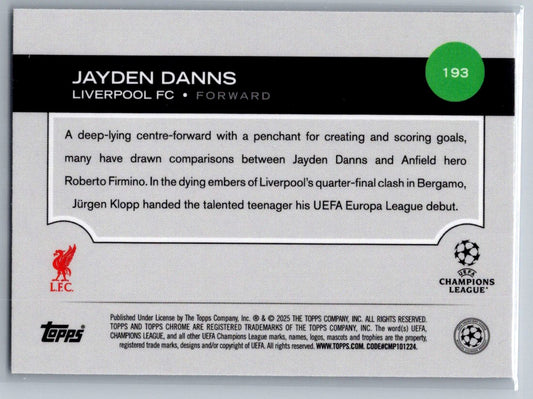 193
JAYDEN DANNS
LIVERPOOL FC • FORWARD
A deep-lying centre-forward with a penchant for creating and scoring goals,
many have drawn comparisons between Jayden Danns and Anfield hero
Roberto Firmino. In the dying embers of Liverpool's quarter-final clash in Bergamo,
Jürgen Klopp handed the talented teenager his UEFA Europa League debut.
L.F.C.
UEFA
CHAMPIONS
LEAGUE
Published Under License by The Topps Company, Inc. ® & © 2025 THE TOPPS COMPANY, INC. ALL RIGHTS RESERVED.
TOPPS AND TOPPS CHROME ARE REGISTERED TRADEMARKS OF THE TOPPS COMPANY, INC. The word(s) UEFA,
CHAMPIONS LEAGUE, and all other UEFA Champions League marks, names, logos, mascots and trophies are the property,
registered trade marks, designs and/or copyright of UEFA. All rights reserved. WWW.TOPPS.COM. CODE#CMP101224.
Topps